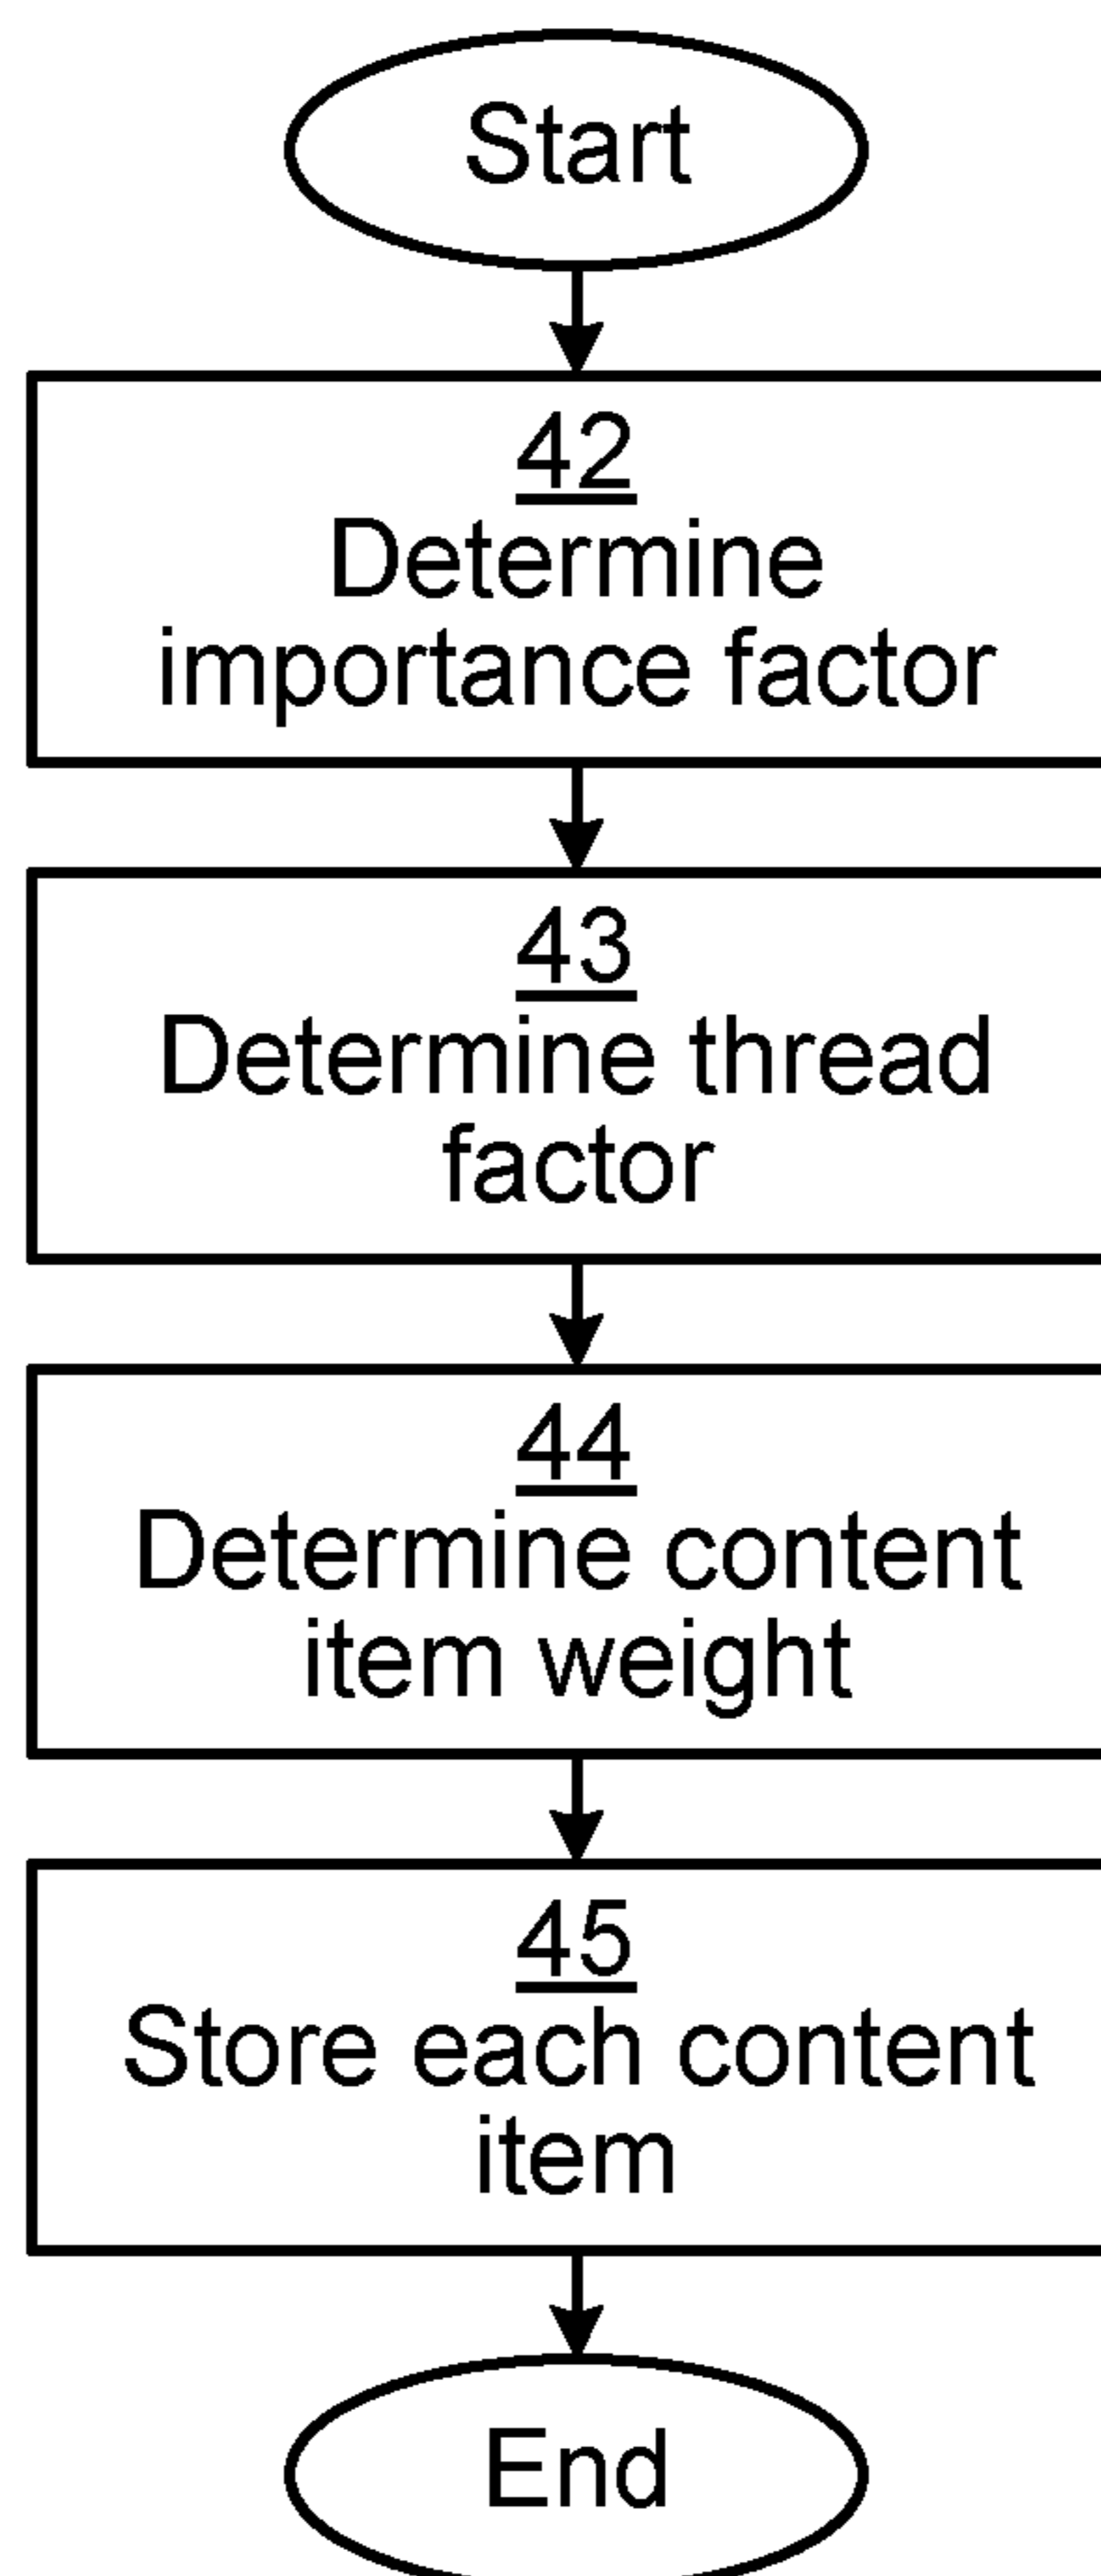 Start
42
Determine
importance factor
43
Determine thread
factor
44
Determine content
item weight
45
Store each content
item
End